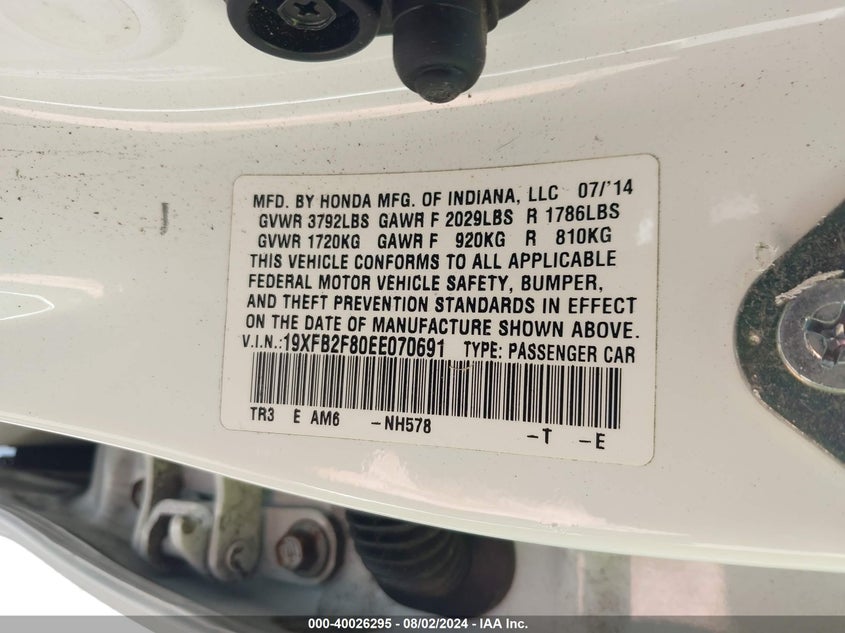 MFD. BY HONDA MFG. OF INDIANA, LLC 07/'14
GVWR 3792LBS GAWR F 2029LBS R 1786LBS
GVWR 1720KG GAWR F 920KG R 810KG
THIS VEHICLE CONFORMS TO ALL APPLICABLE
FEDERAL MOTOR VEHICLE SAFETY, BUMPER,
AND THEFT PREVENTION STANDARDS IN EFFECT
ON THE DATE OF MANUFACTURE SHOWN ABOVE.
V.I.N.:19XFB2F80EE070691 TYPE: PASSENGER CAR
TR3 E AM6 -NH578 -T -E
000-40026295 - 08/02/2024 - IAA Inc.